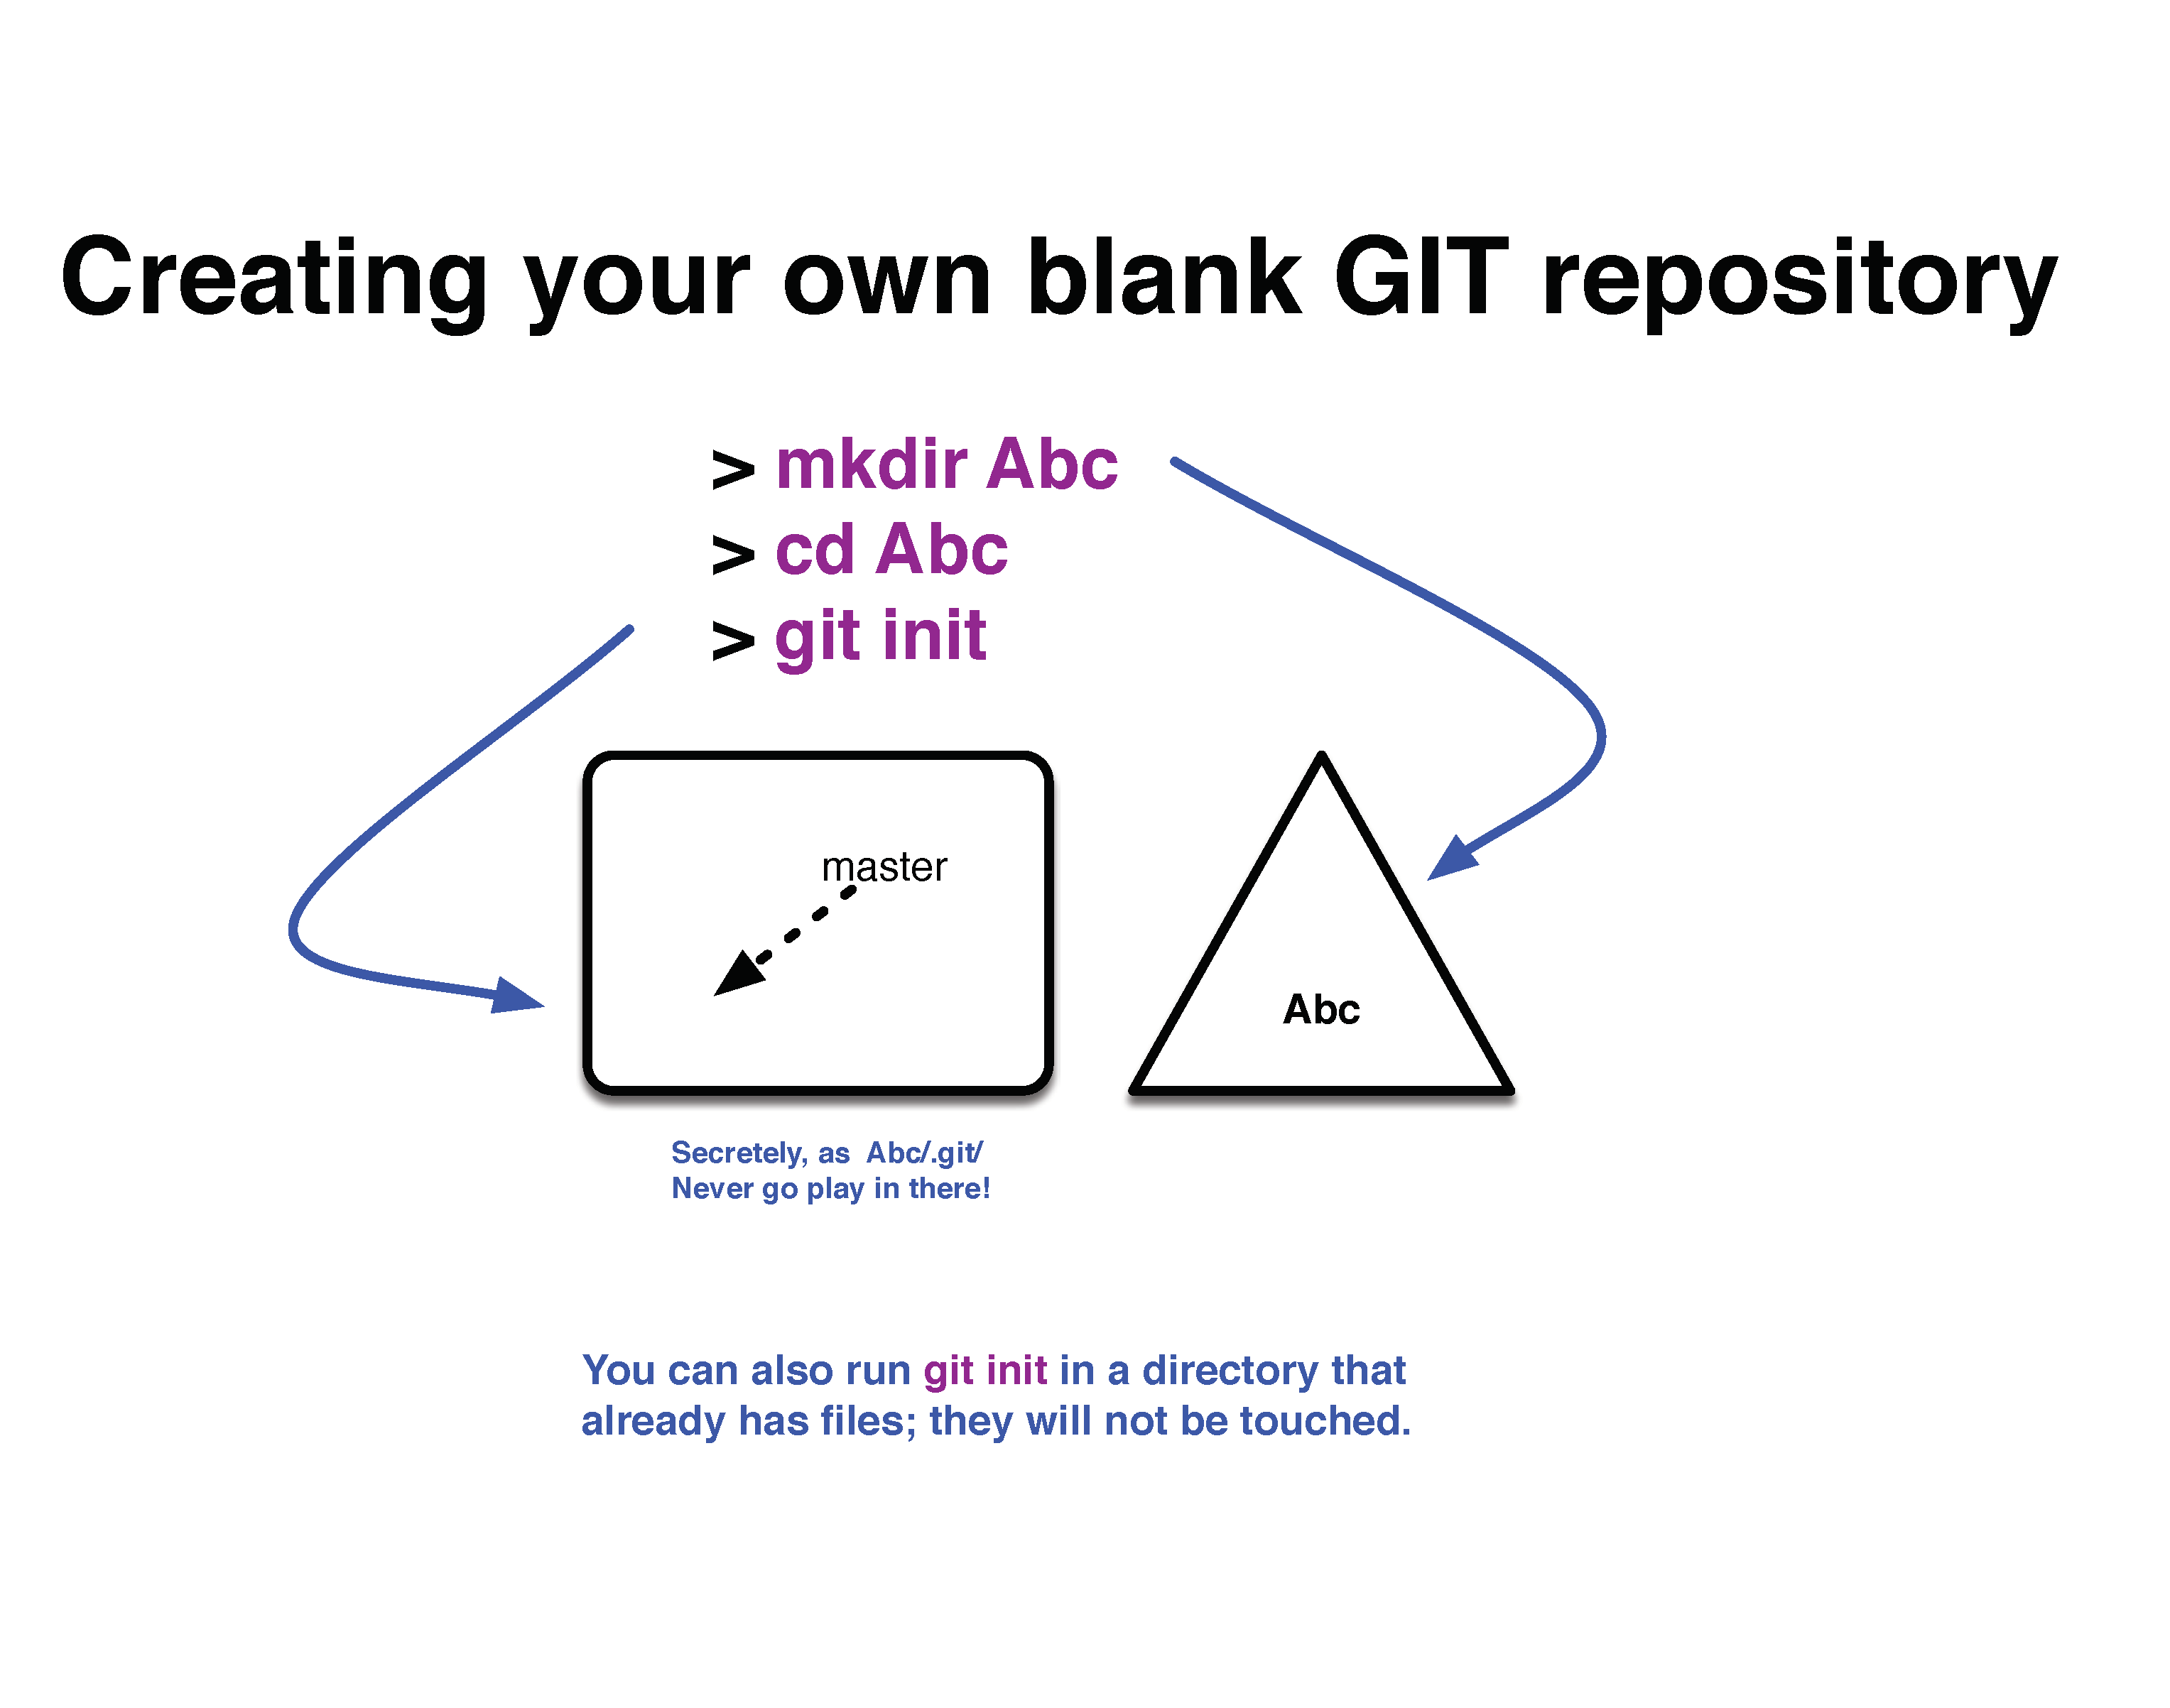 Creating your own blank GIT repository
> mkdir Abc
> cd Abc
> git init
master
Abc
Secretely, as  Abc/.git/
Never go play in there!
You can also run git init in a directory that
already has files; they will not be touched.